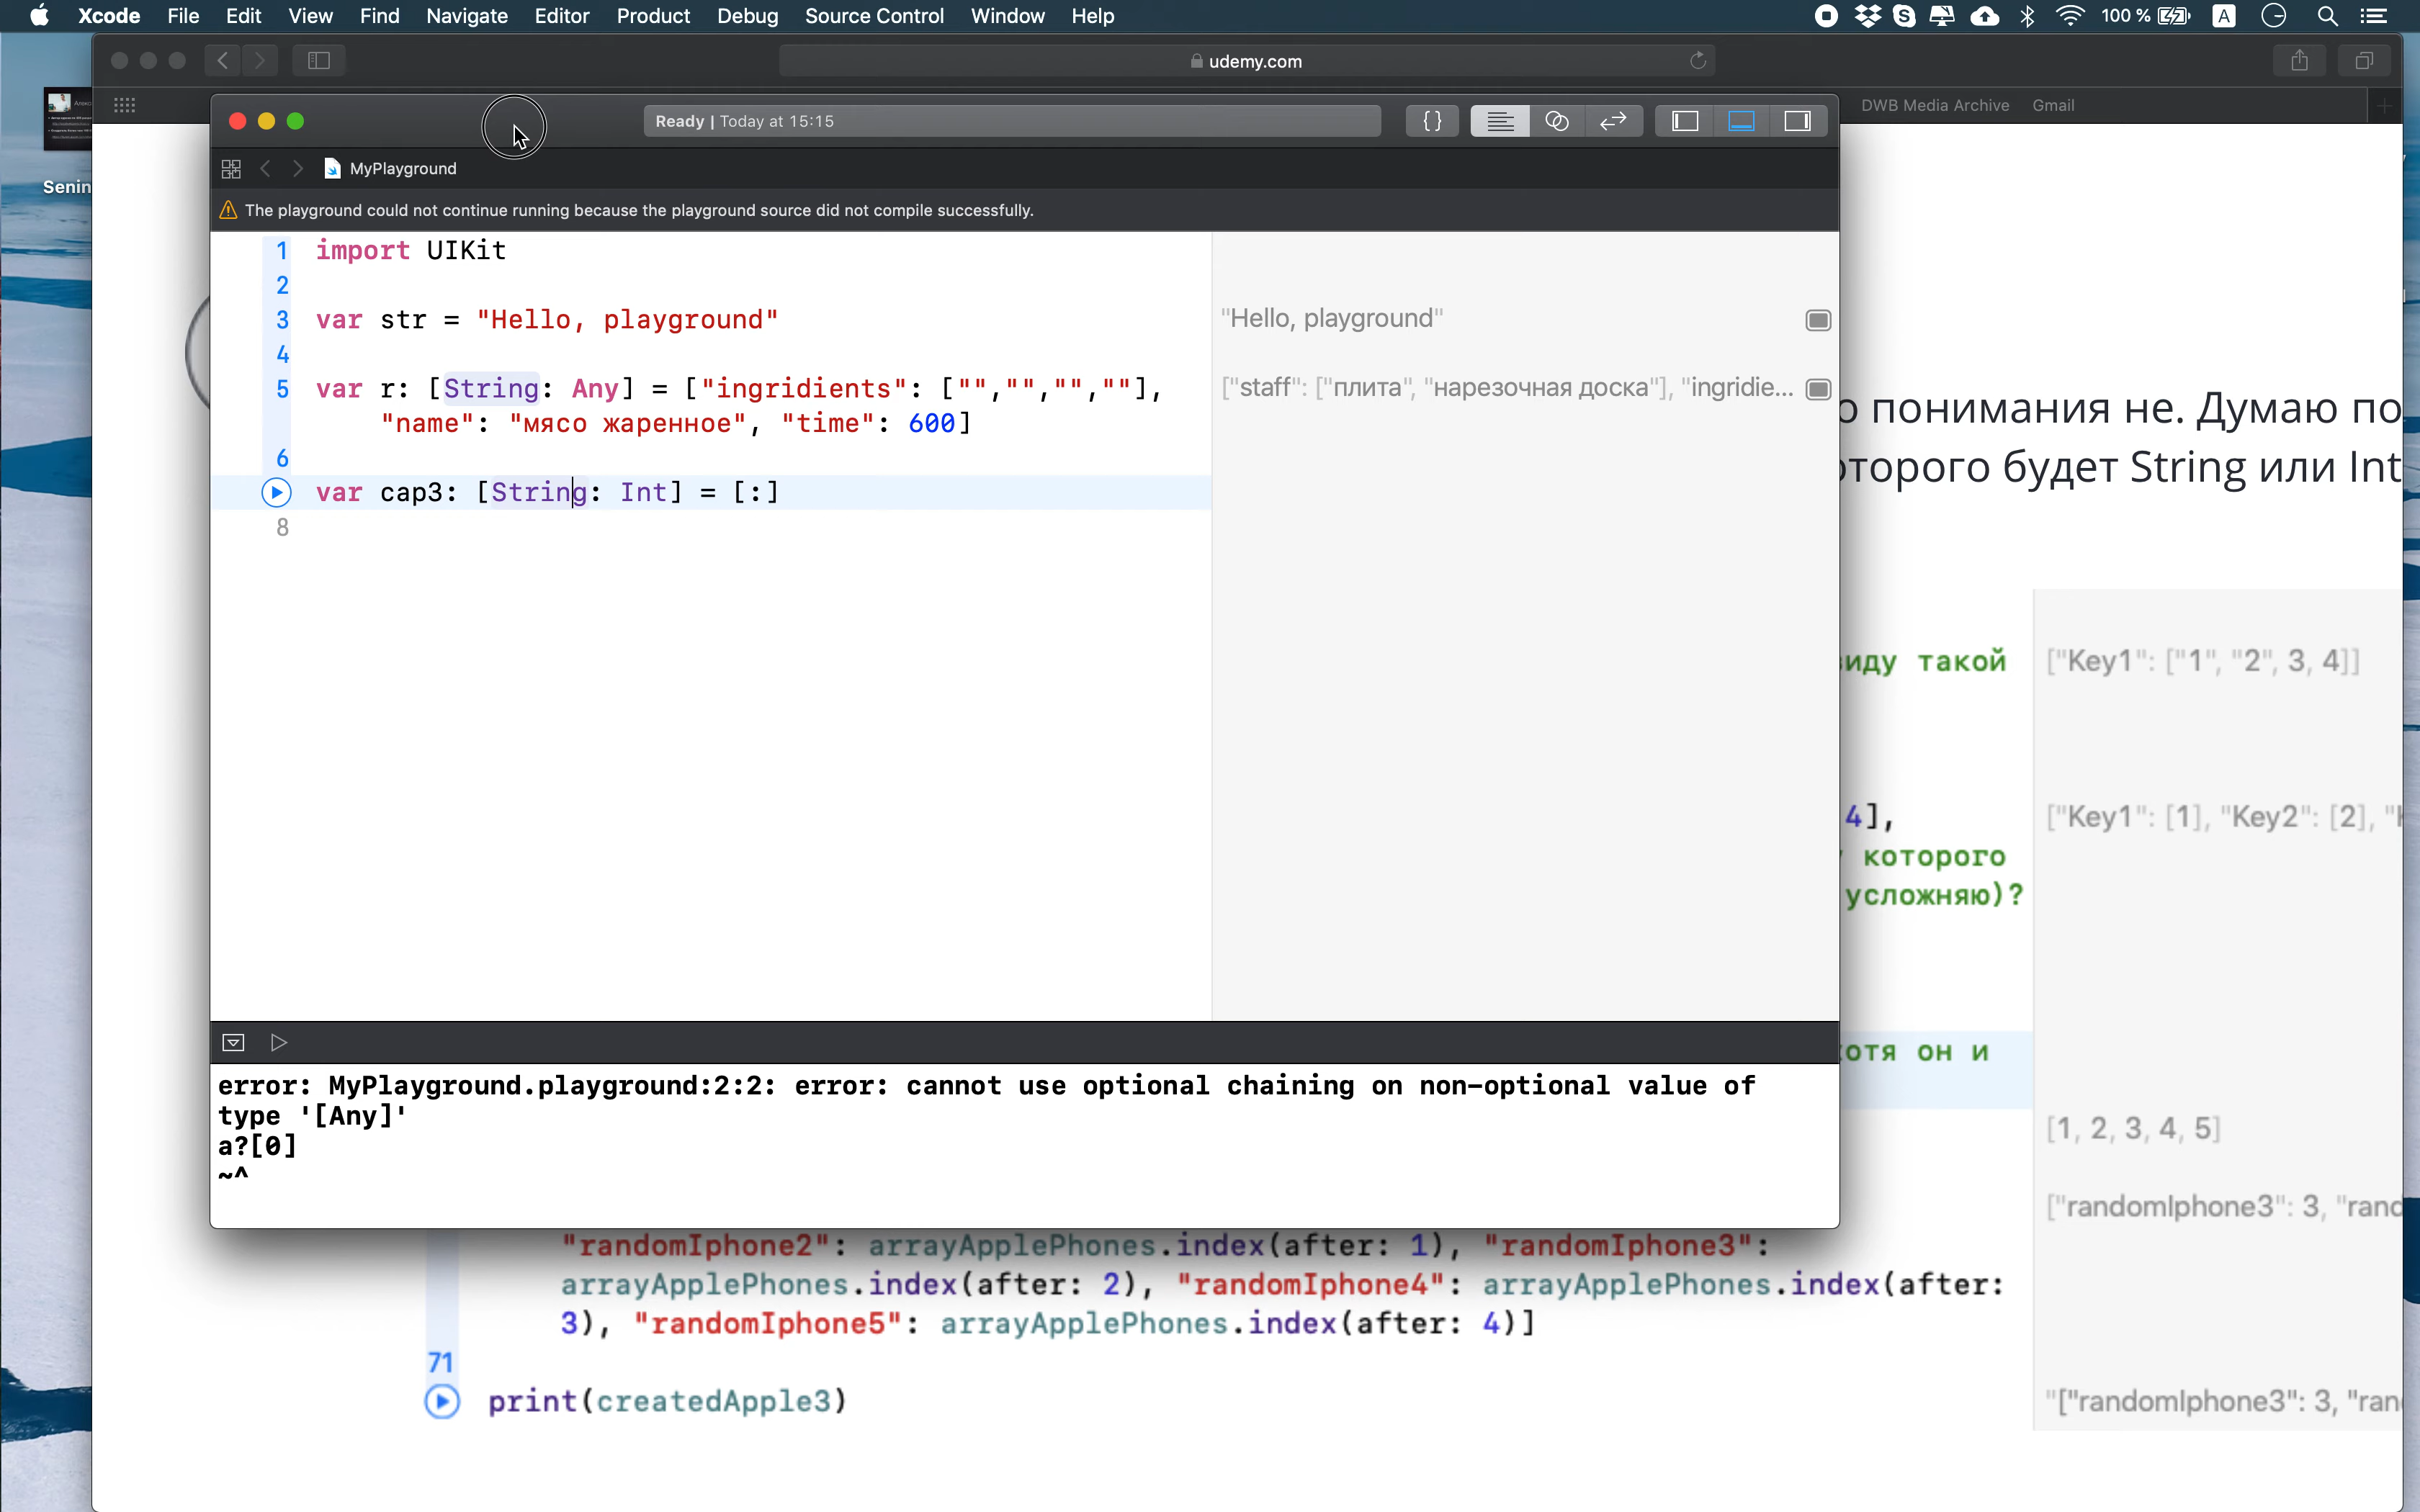 Xcode File Edit View Find Navigate Editor Product Debug Source Control Window Help 100 % A
udemy.com
DWB Media Archive Gmail
Senin
Ready | Today at 15:15
{ }
MyPlayground
The playground could not continue running because the playground source did not compile successfully.
1 import UIKit
2
3 var str = "Hello, playground"
"Hello, playground"
4
5 var r: [String: Any] = ["ingridients": ["","","",""],
"name": "мясо жаренное", "time": 600]
["staff": ["плита", "нарезочная доска"], "ingridie...
6
var cap3: [String: Int] = [:]
8
о понимания не. Думаю по
оторого будет String или Int
виду такой
["Key1": ["1", "2", 3, 4]]
4],
["Key1": [1], "Key2": [2], "
которого
усложняю)?
отя он и
[1, 2, 3, 4, 5]
["randomIphone3": 3, "rand
error: MyPlayground.playground:2:2: error: cannot use optional chaining on non-optional value of
type '[Any]'
a?[0]
~^
"randomIphone2": arrayApplePhones.index(after: 1), "randomIphone3":
arrayApplePhones.index(after: 2), "randomIphone4": arrayApplePhones.index(after:
3), "randomIphone5": arrayApplePhones.index(after: 4)]
71
print(createdApple3)
"["randomIphone3": 3, "ran